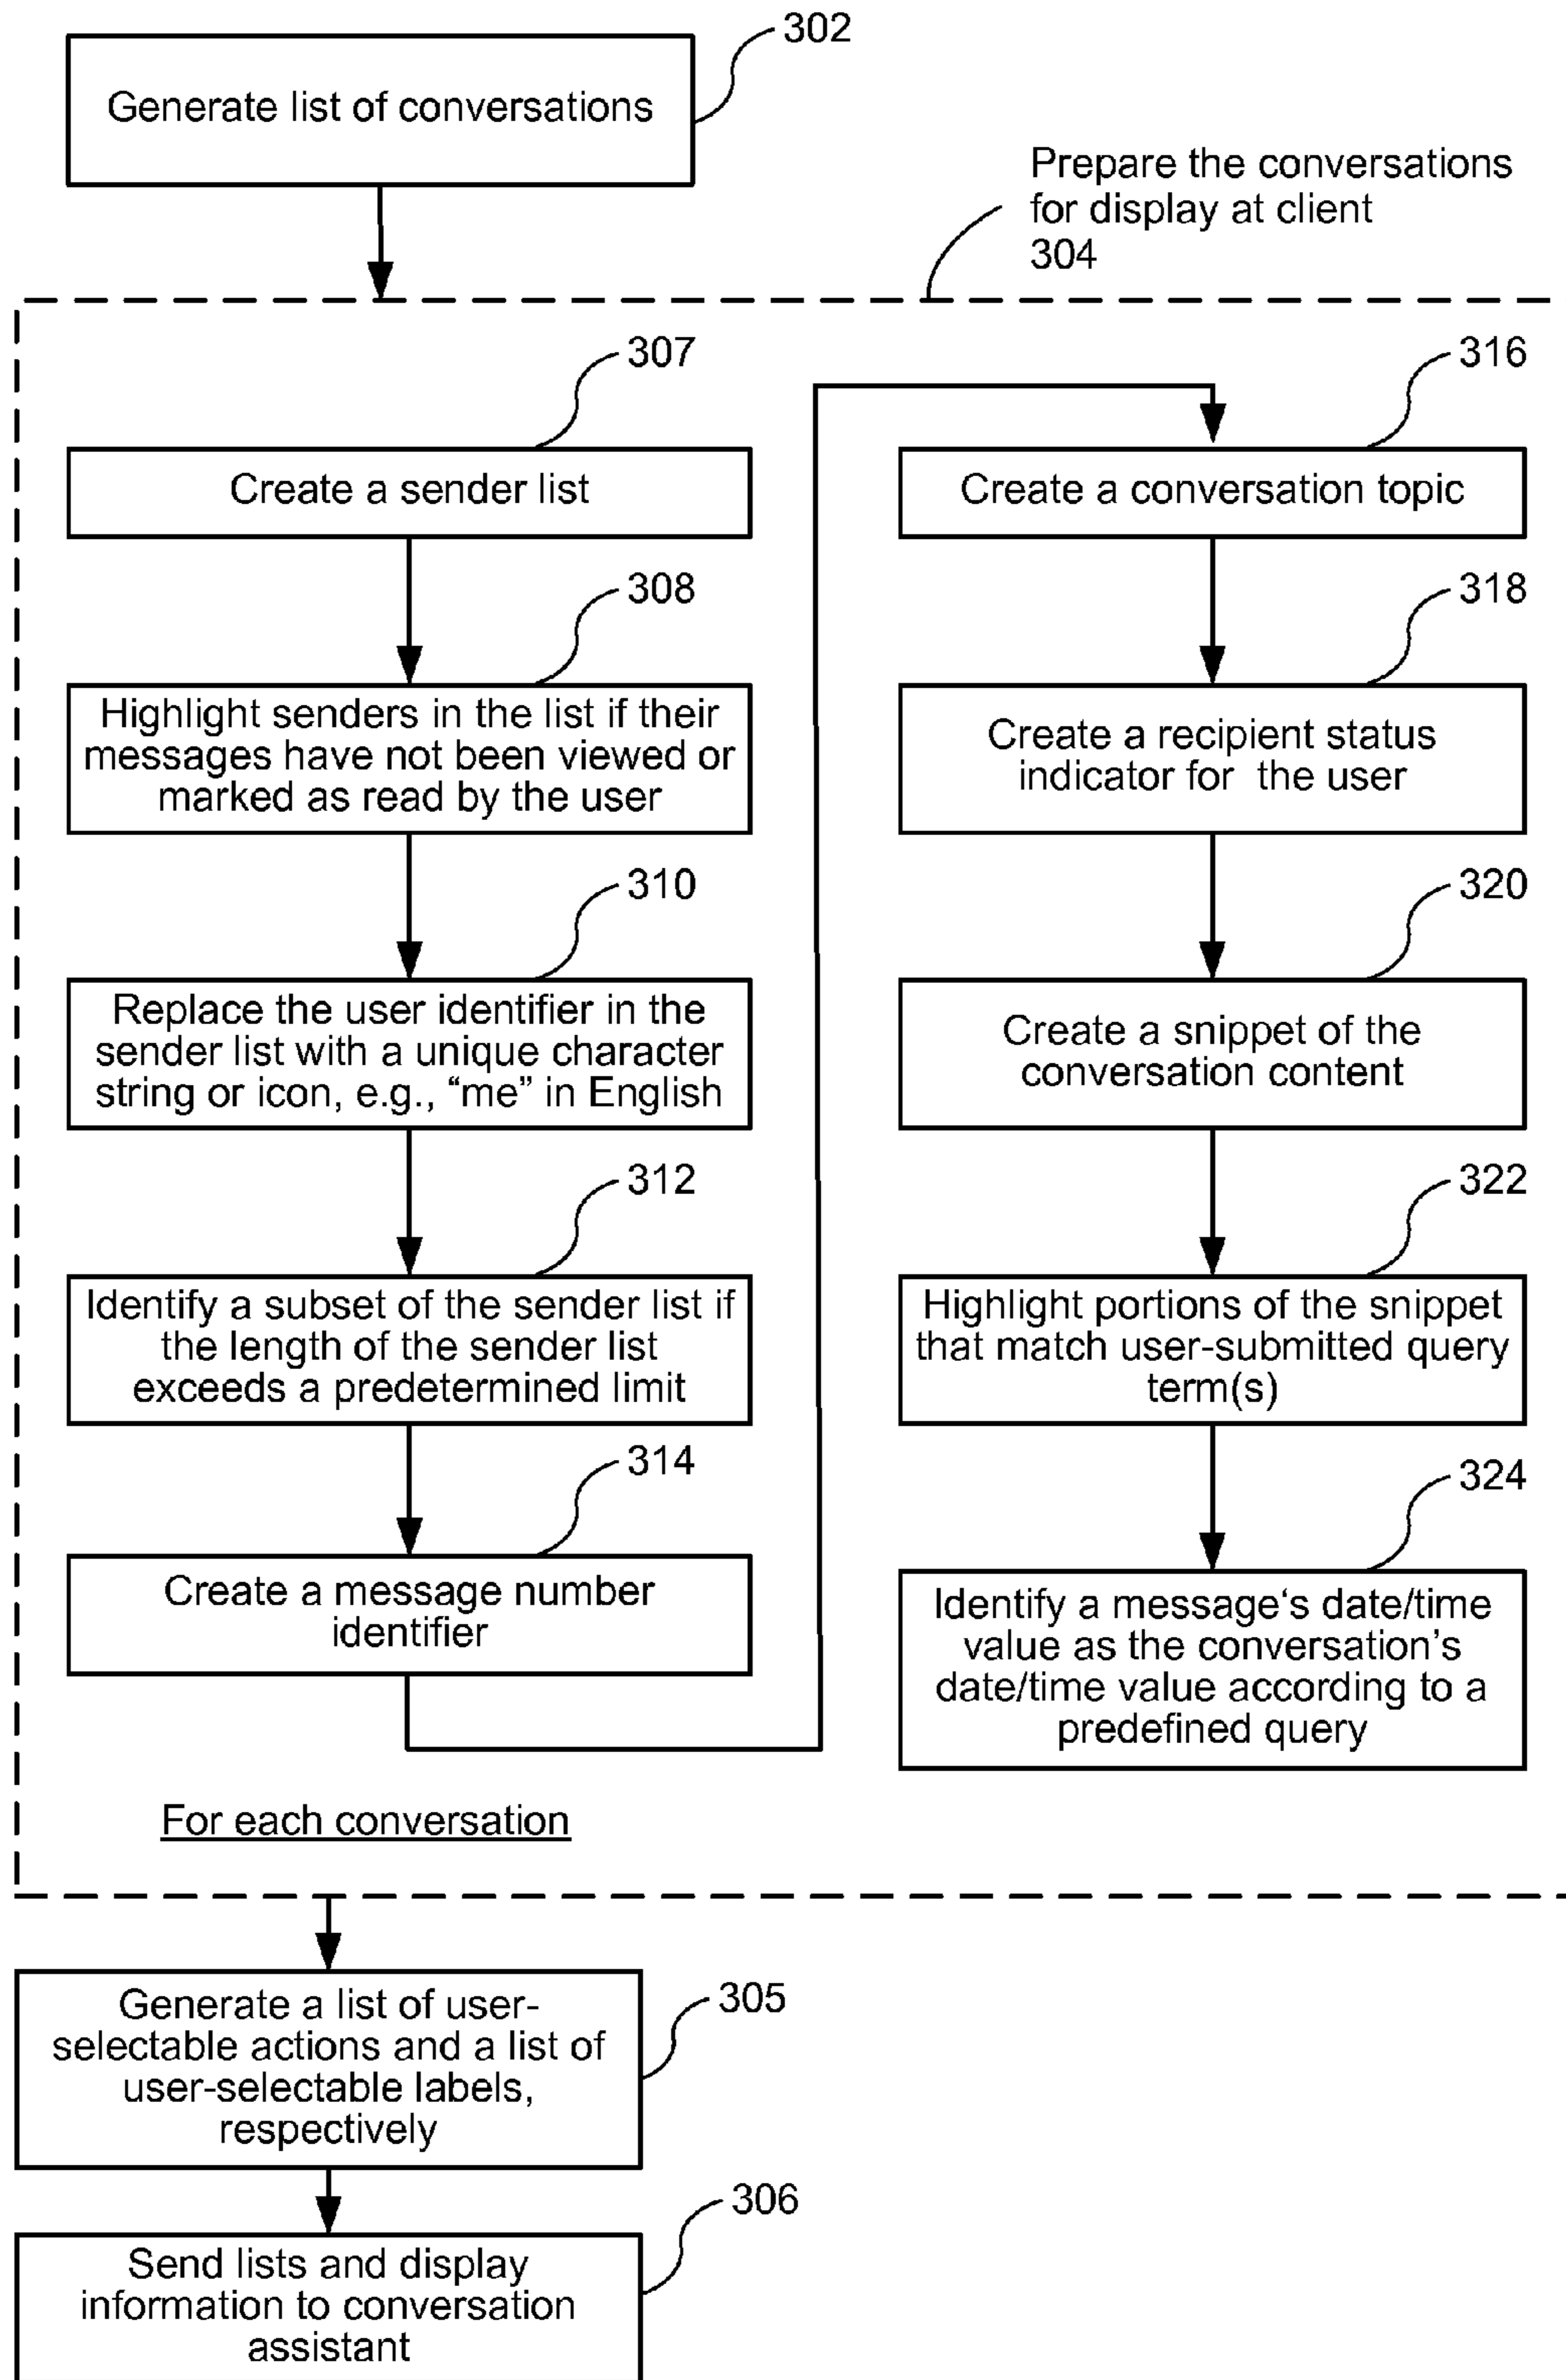 302
Generate list of conversations
Prepare the conversations
for display at client
304
307
Create a sender list
308
Highlight senders in the list if their
messages have not been viewed or
marked as read by the user
310
Replace the user identifier in the
sender list with a unique character
string or icon, e.g., “me” in English
312
Identify a subset of the sender list if
the length of the sender list
exceeds a predetermined limit
314
Create a message number
identifier
316
Create a conversation topic
318
Create a recipient status
indicator for the user
320
Create a snippet of the
conversation content
322
Highlight portions of the snippet
that match user-submitted query
term(s)
324
Identify a message‘s date/time
value as the conversation’s
date/time value according to a
predefined query
For each conversation
305
Generate a list of user-
selectable actions and a list of
user-selectable labels,
respectively
306
Send lists and display
information to conversation
assistant